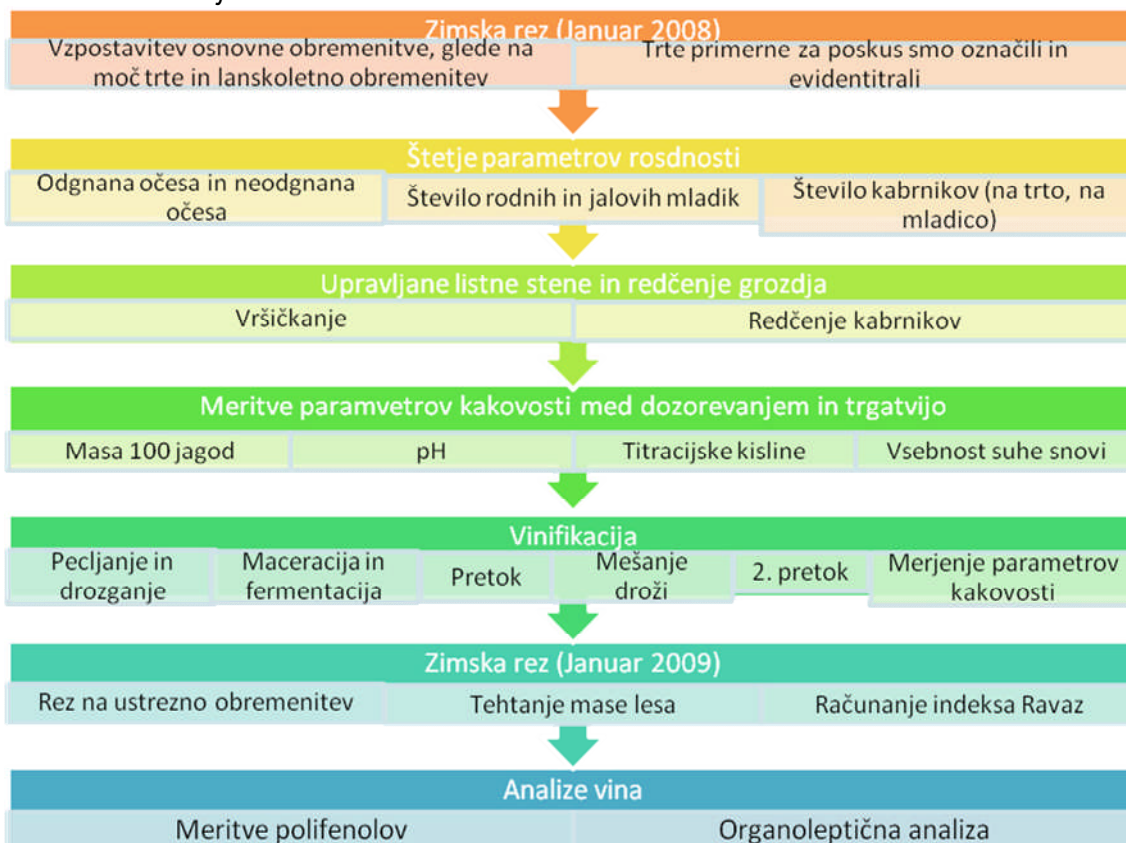 Zimska rez (Januar 2008)
Vzpostavitev osnovne obremenitve, glede na
moč trte in lanskoletno obremenitev
Trte primerne za poskus smo označili in
evidentitrali
Štetje parametrov rosdnosti
Odgnana očesa in neodgnana
očesa
Število rodnih in jalovih mladik
Število kabrnikov (na trto, na
mladico)
Upravljane listne stene in redčenje grozdja
Vršičkanje
Redčenje kabrnikov
Meritve paramvetrov kakovosti med dozorevanjem in trgatvijo
Masa 100 jagod
pH
Titracijske kisline
Vsebnost suhe snovi
Vinifikacija
Pecljanje in
drozganje
Maceracija in
fermentacija
Pretok
Mešanje
droži
2. pretok
Merjenje parametrov
kakovosti
Zimska rez (Januar 2009)
Rez na ustrezno obremenitev
Tehtanje mase lesa
Računanje indeksa Ravaz
Analize vina
Meritve polifenolov
Organoleptična analiza